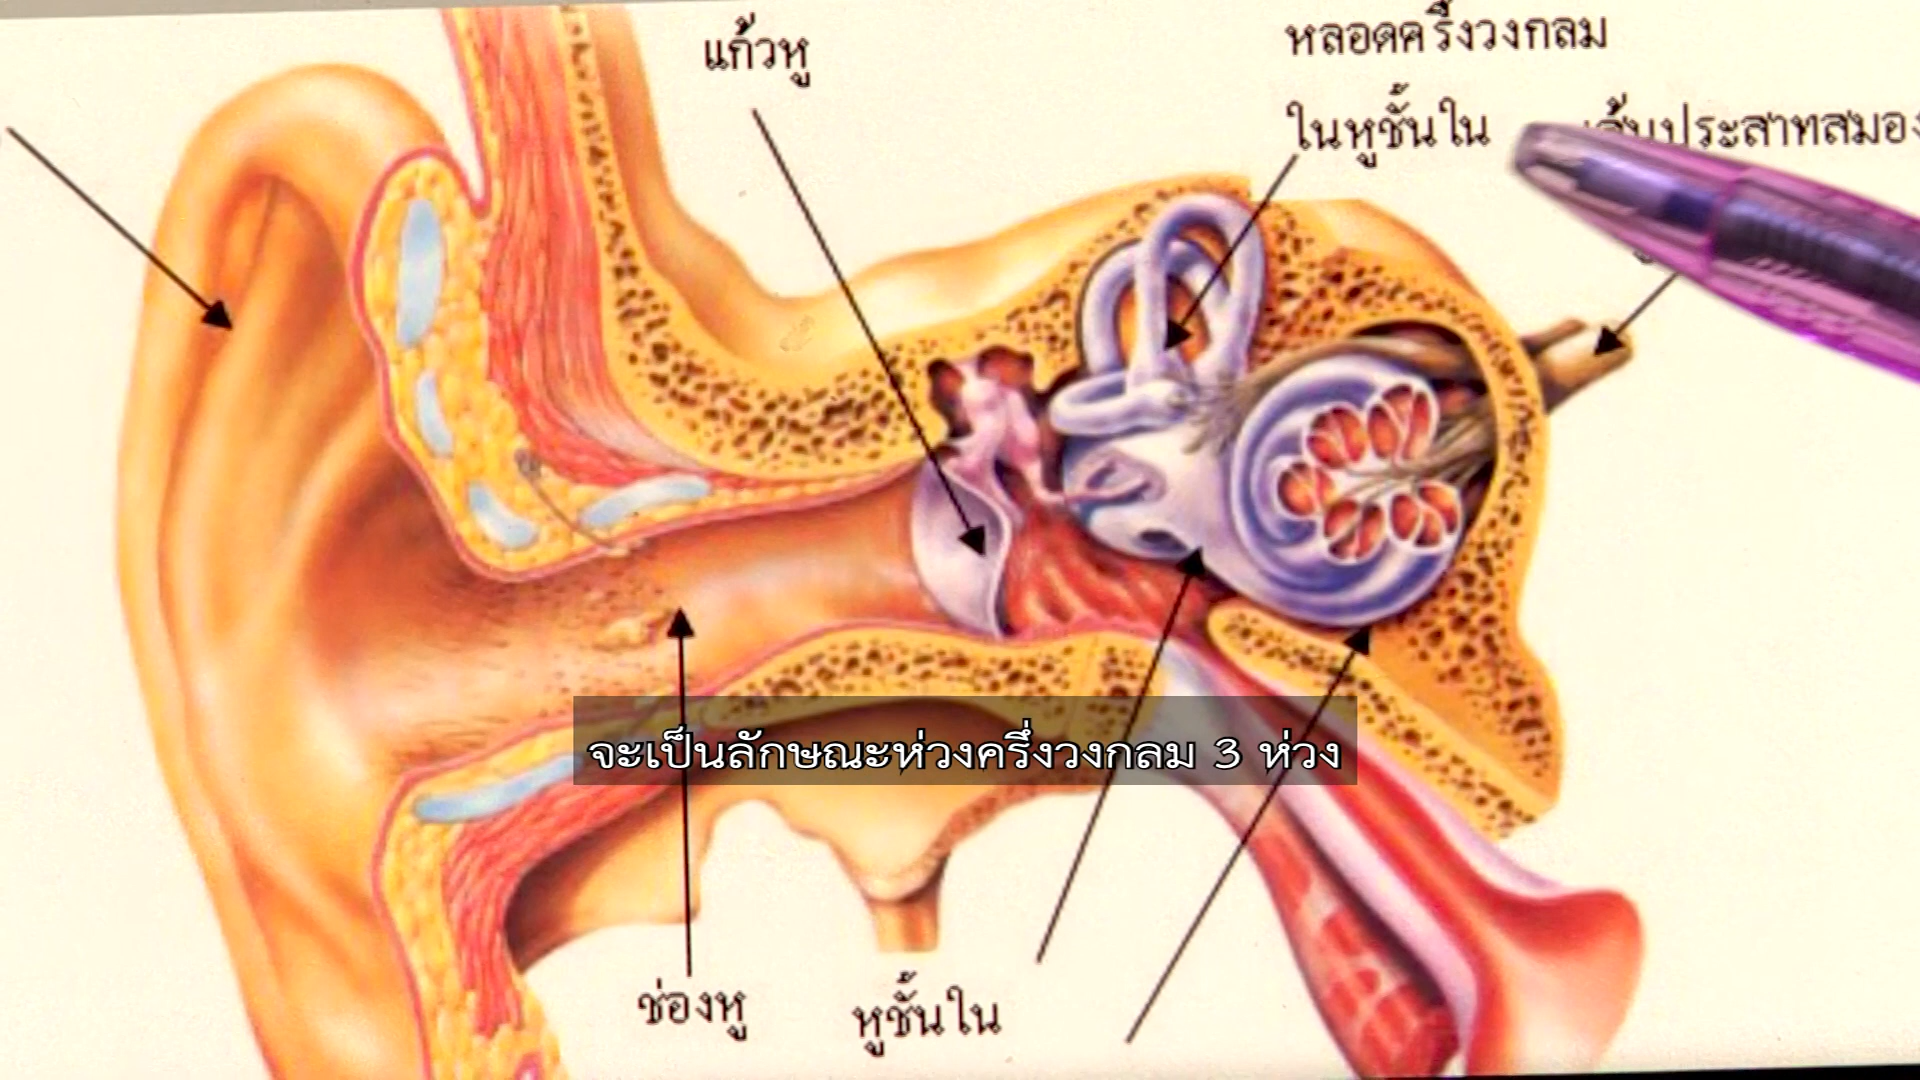 แก้วหู
หลอดครึ่งวงกลม
ในหูชั้นใน
จะเป็นลักษณะห่วงครึ่งวงกลม 3 ห่วง
ช่องหู
หูชั้นใน